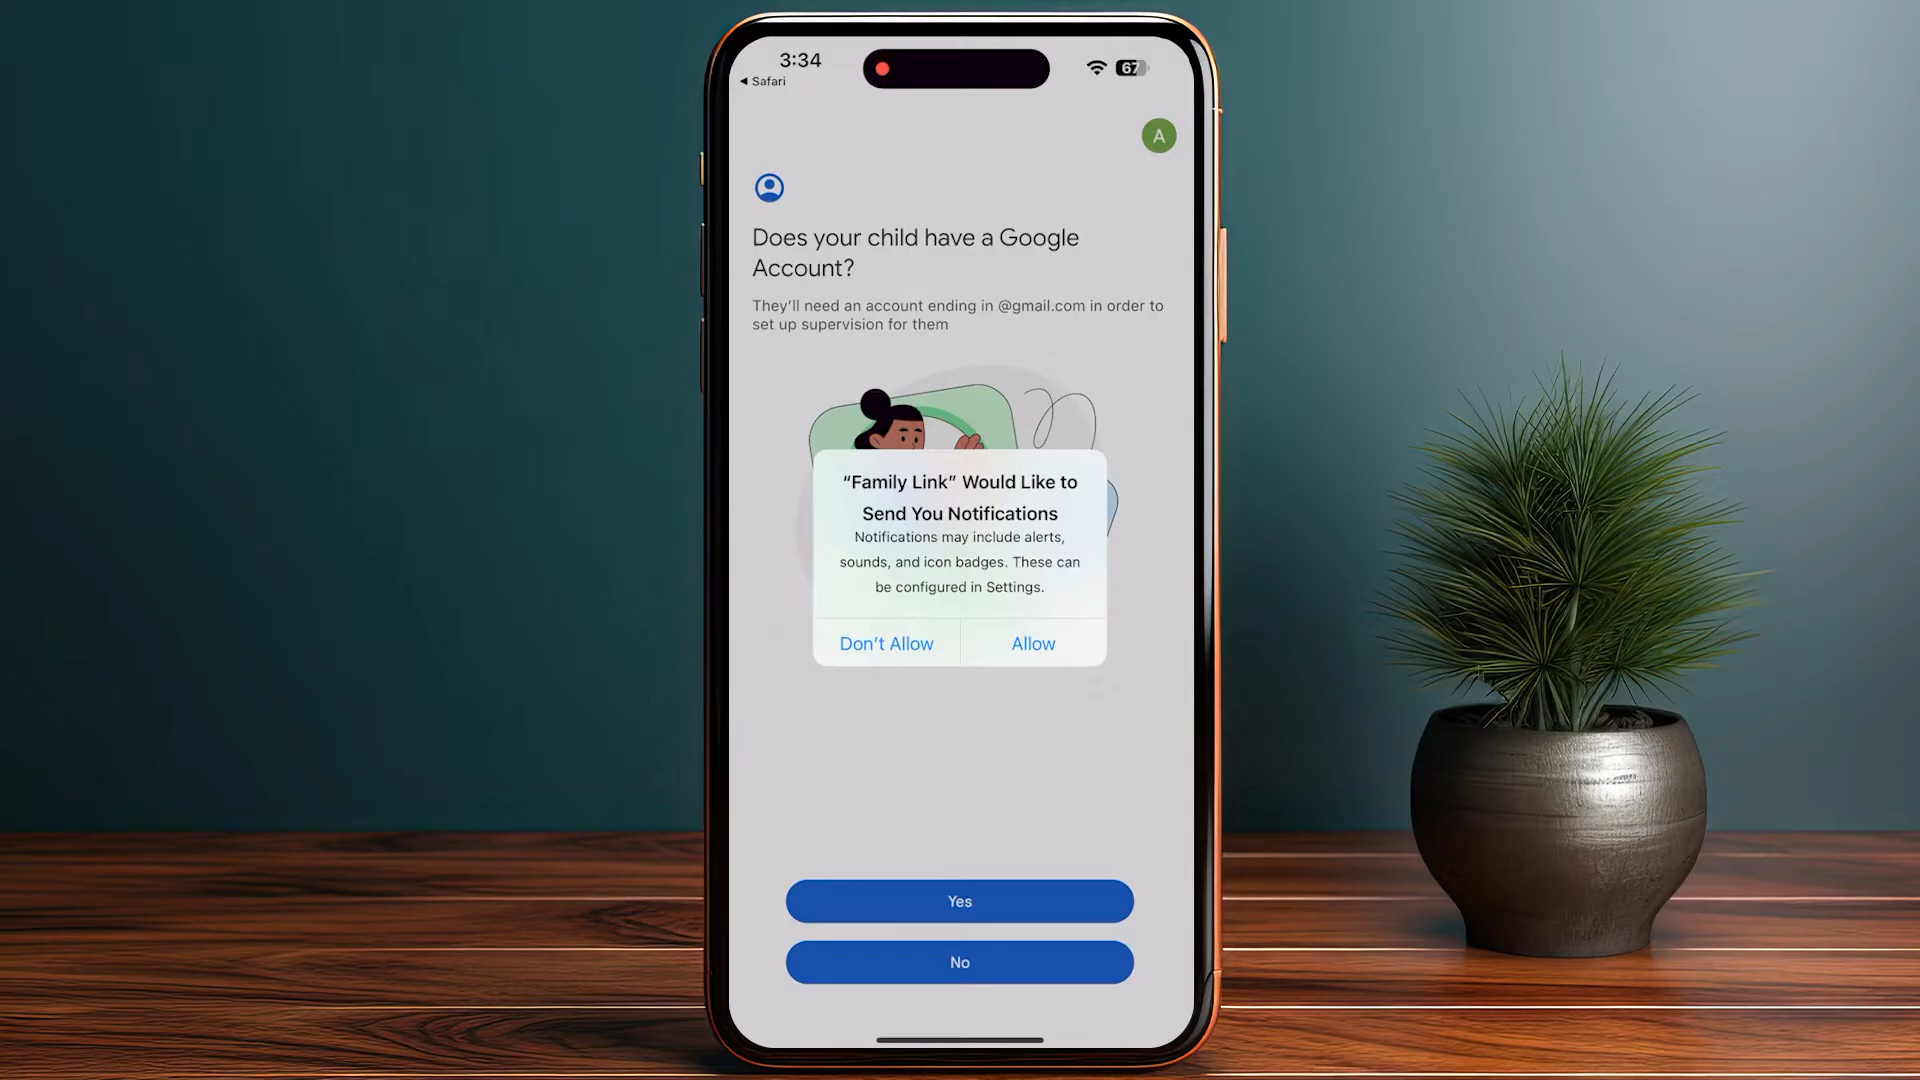 3:34
◀ Safari
67
A
Does your child have a Google
Account?
They’ll need an account ending in @gmail.com in order to
set up supervision for them
“Family Link” Would Like to
Send You Notifications
Notifications may include alerts,
sounds, and icon badges. These can
be configured in Settings.
Don’t Allow
Allow
Yes
No